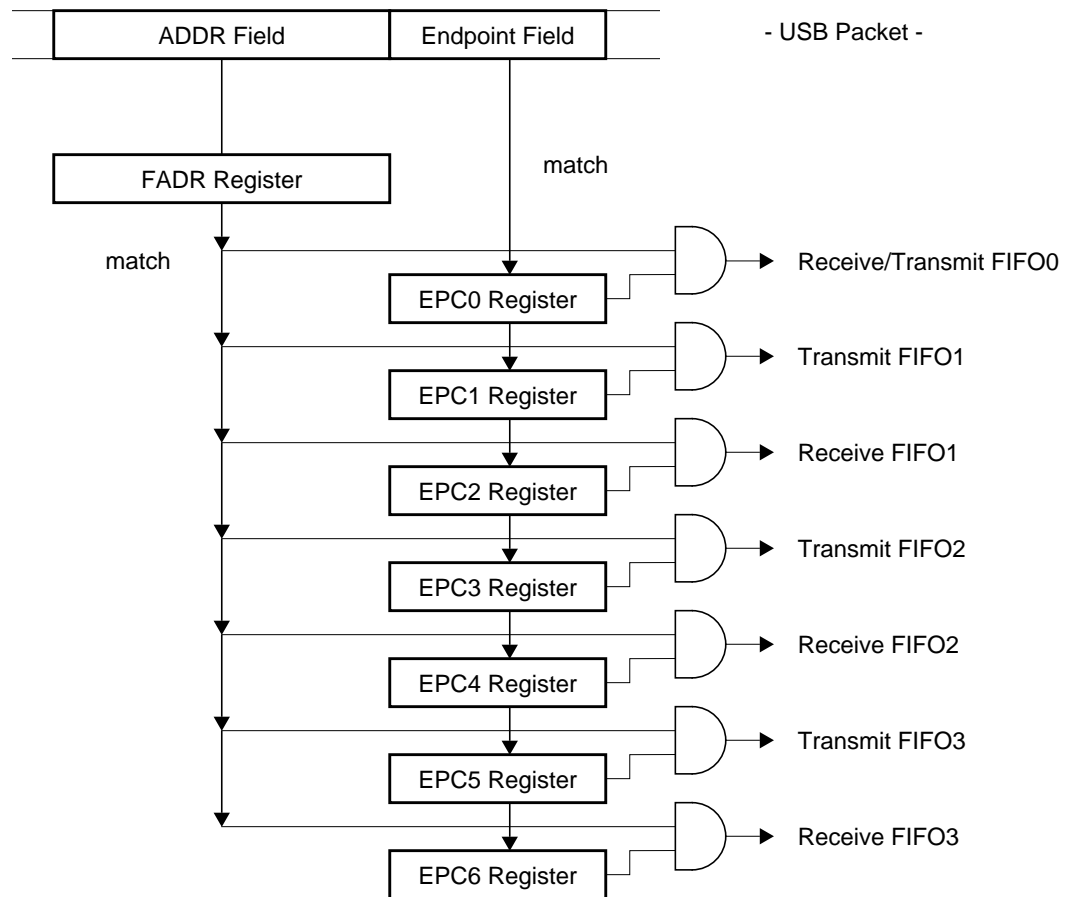 ADDR Field
Endpoint Field
- USB Packet -
match
FADR Register
match
Receive/Transmit FIFO0
EPC0 Register
Transmit FIFO1
EPC1 Register
Receive FIFO1
EPC2 Register
Transmit FIFO2
EPC3 Register
Receive FIFO2
EPC4 Register
Transmit FIFO3
EPC5 Register
Receive FIFO3
EPC6 Register